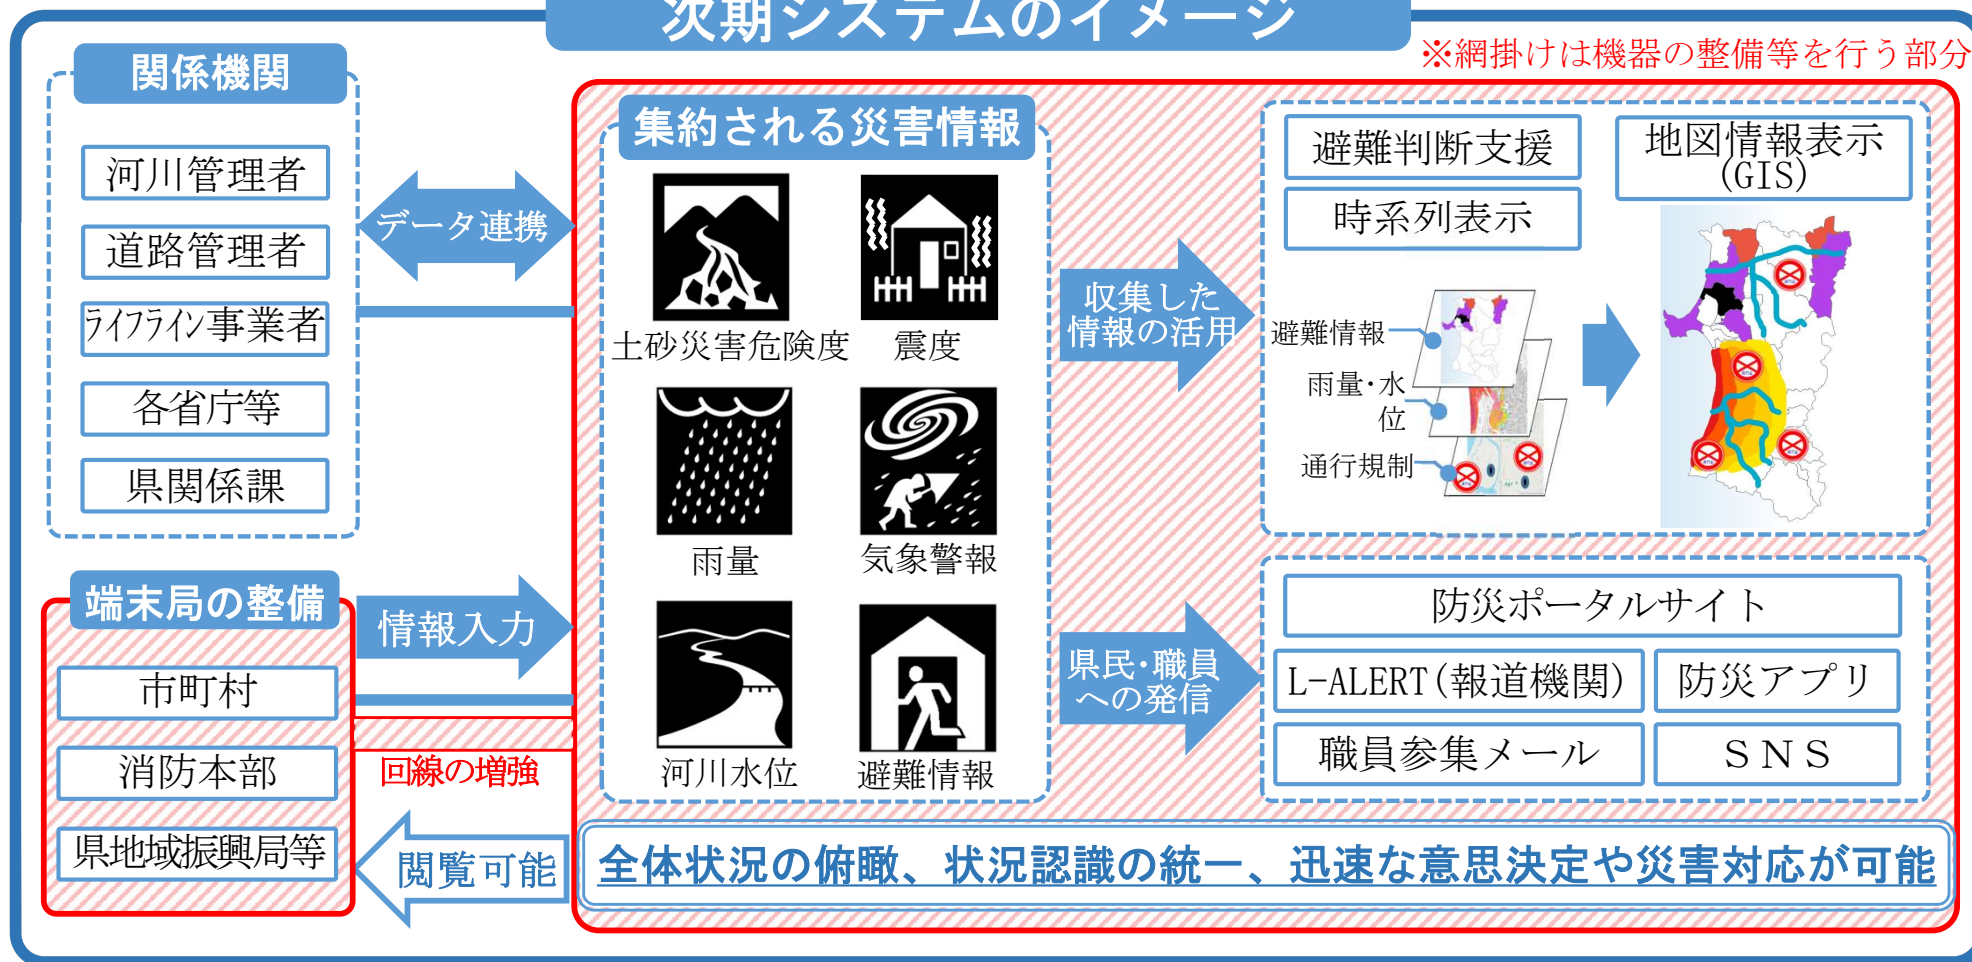 次期システムのイメージ
※網掛けは機器の整備等を行う部分
関係機関
河川管理者
道路管理者
ﾗｲﾌﾗｲﾝ事業者
各省庁等
県関係課
データ連携
端末局の整備
市町村
消防本部
県地域振興局等
情報入力
回線の増強
閲覧可能
集約される災害情報
土砂災害危険度
震度
雨量
気象警報
河川水位
避難情報
収集した
情報の活用
県民・職員
への発信
避難判断支援
時系列表示
地図情報表示
(GIS)
避難情報
雨量・水
位
通行規制
防災ポータルサイト
L-ALERT(報道機関)
防災アプリ
職員参集メール
ＳＮＳ
全体状況の俯瞰、状況認識の統一、迅速な意思決定や災害対応が可能